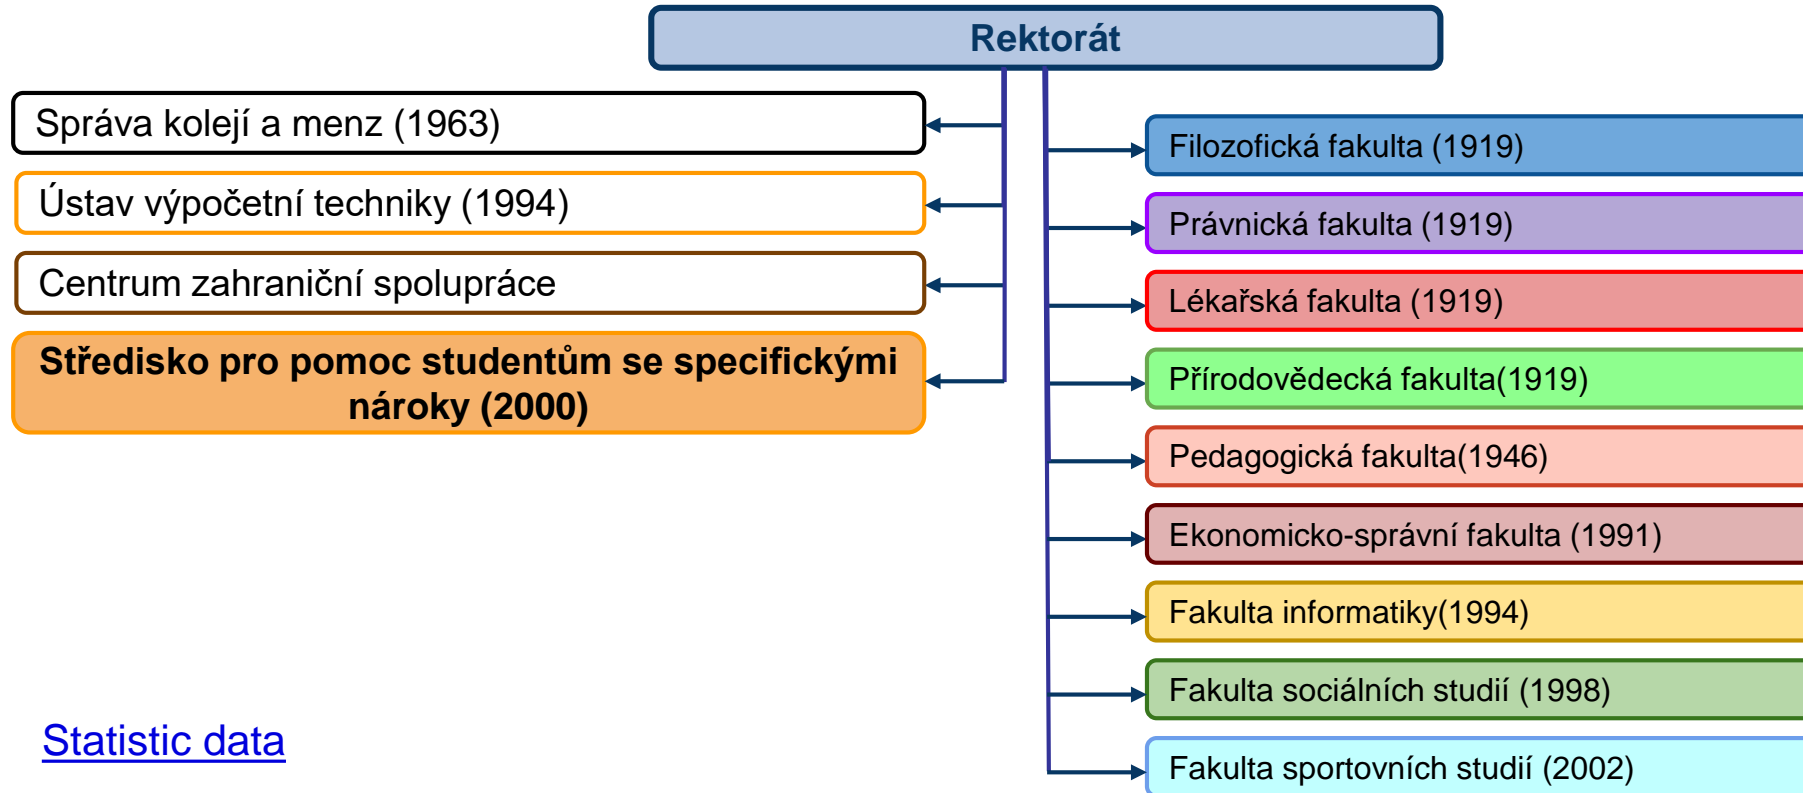 Rektorát
Správa kolejí a menz (1963)
Ústav výpočetní techniky (1994)
Centrum zahraniční spolupráce
Středisko pro pomoc studentům se specifickými
nároky (2000)
Filozofická fakulta (1919)
Právnická fakulta (1919)
Lékařská fakulta (1919)
Přírodovědecká fakulta(1919)
Pedagogická fakulta(1946)
Ekonomicko-správní fakulta (1991)
Fakulta informatiky(1994)
Fakulta sociálních studií (1998)
Fakulta sportovních studií (2002)
Statistic data